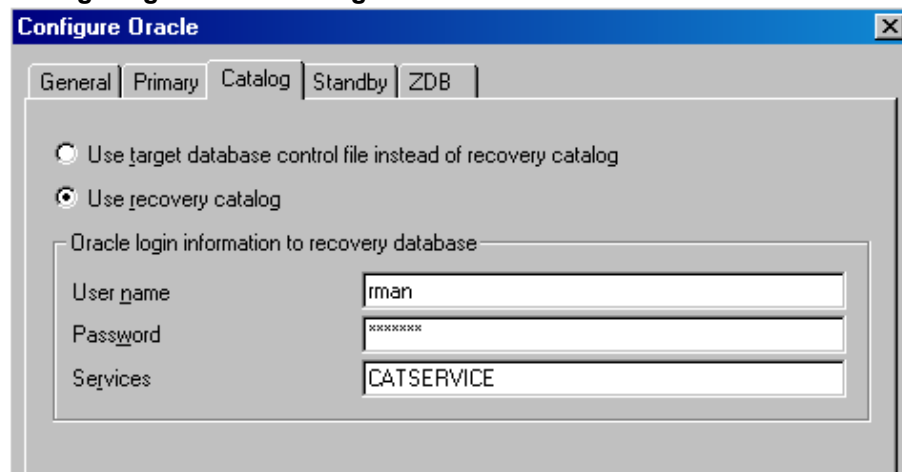 Configure Oracle
General Primary Catalog Standby ZDB
Use target database control file instead of recovery catalog
Use recovery catalog
Oracle login information to recovery database
User name rman
Password *******
Services CATSERVICE